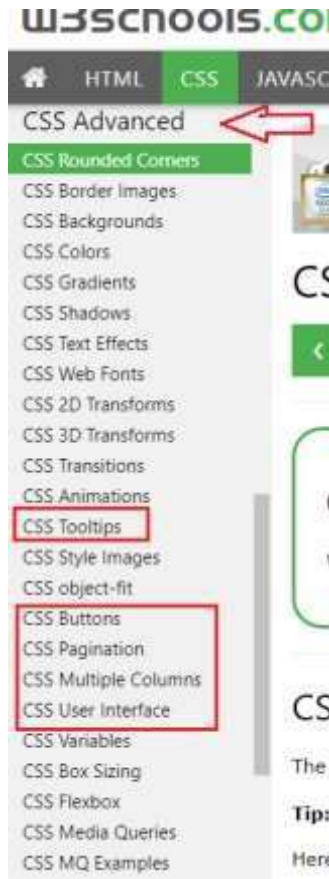 w3schools.co
HTML CSS JAVASC
CSS Advanced
CSS Rounded Corners
CSS Border Images
CSS Backgrounds
CSS Colors
CSS Gradients
CSS Shadows
CSS Text Effects
CSS Web Fonts
CSS 2D Transforms
CSS 3D Transforms
CSS Transitions
CSS Animations
CSS Tooltips
CSS Style Images
CSS object-fit
CSS Buttons
CSS Pagination
CSS Multiple Columns
CSS User Interface
CSS Variables
CSS Box Sizing
CSS Flexbox
CSS Media Queries
CSS MQ Examples
CS
CS
The
Tip:
Here